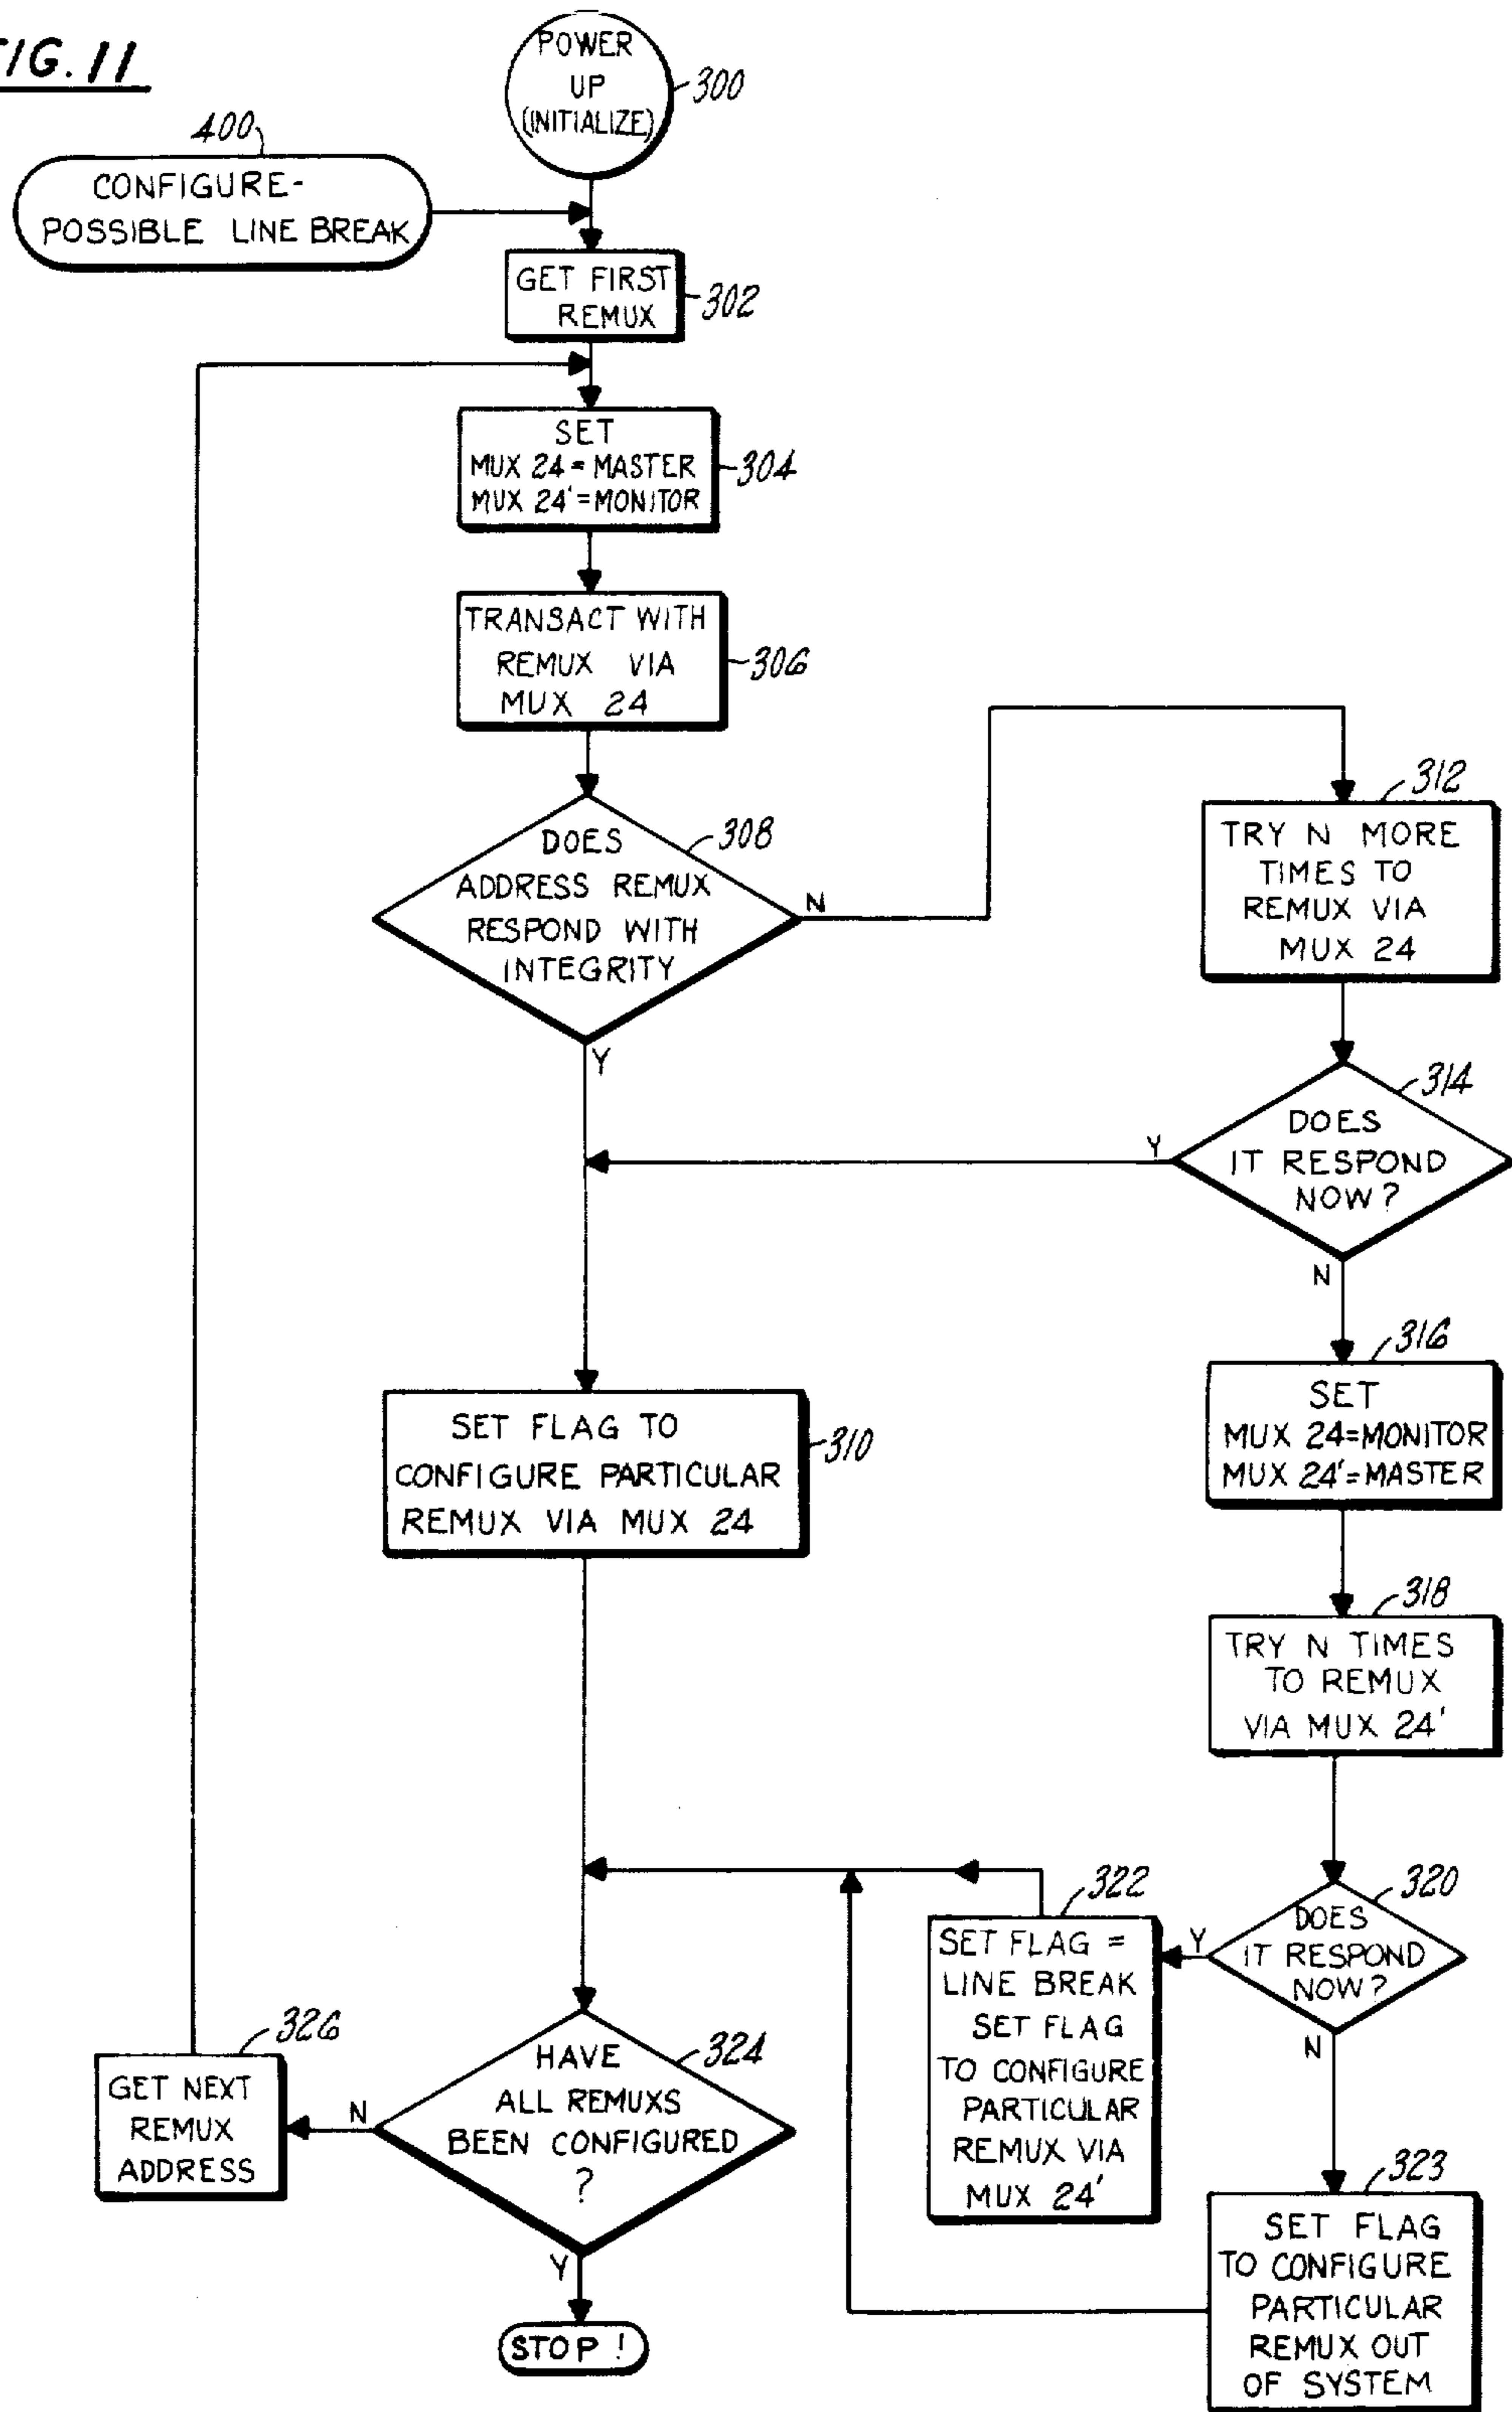 FIG. 11
POWER
UP
(INITIALIZE)
300
400
CONFIGURE-
POSSIBLE LINE BREAK
GET FIRST
REMUX
302
SET
MUX 24 = MASTER
MUX 24' = MONITOR
304
TRANSACT WITH
REMUX VIA
MUX 24
306
DOES
ADDRESS REMUX
RESPOND WITH
INTEGRITY
308
N
Y
312
TRY N MORE
TIMES TO
REMUX VIA
MUX 24
314
DOES
IT RESPOND
NOW?
Y
N
SET FLAG TO
CONFIGURE PARTICULAR
REMUX VIA MUX 24
310
316
SET
MUX 24=MONITOR
MUX 24'=MASTER
318
TRY N TIMES
TO REMUX
VIA MUX 24'
320
DOES
IT RESPOND
NOW?
Y
N
322
SET FLAG =
LINE BREAK
SET FLAG
TO CONFIGURE
PARTICULAR
REMUX VIA
MUX 24'
323
SET FLAG
TO CONFIGURE
PARTICULAR
REMUX OUT
OF SYSTEM
324
HAVE
ALL REMUXS
BEEN CONFIGURED
?
N
Y
326
GET NEXT
REMUX
ADDRESS
STOP !